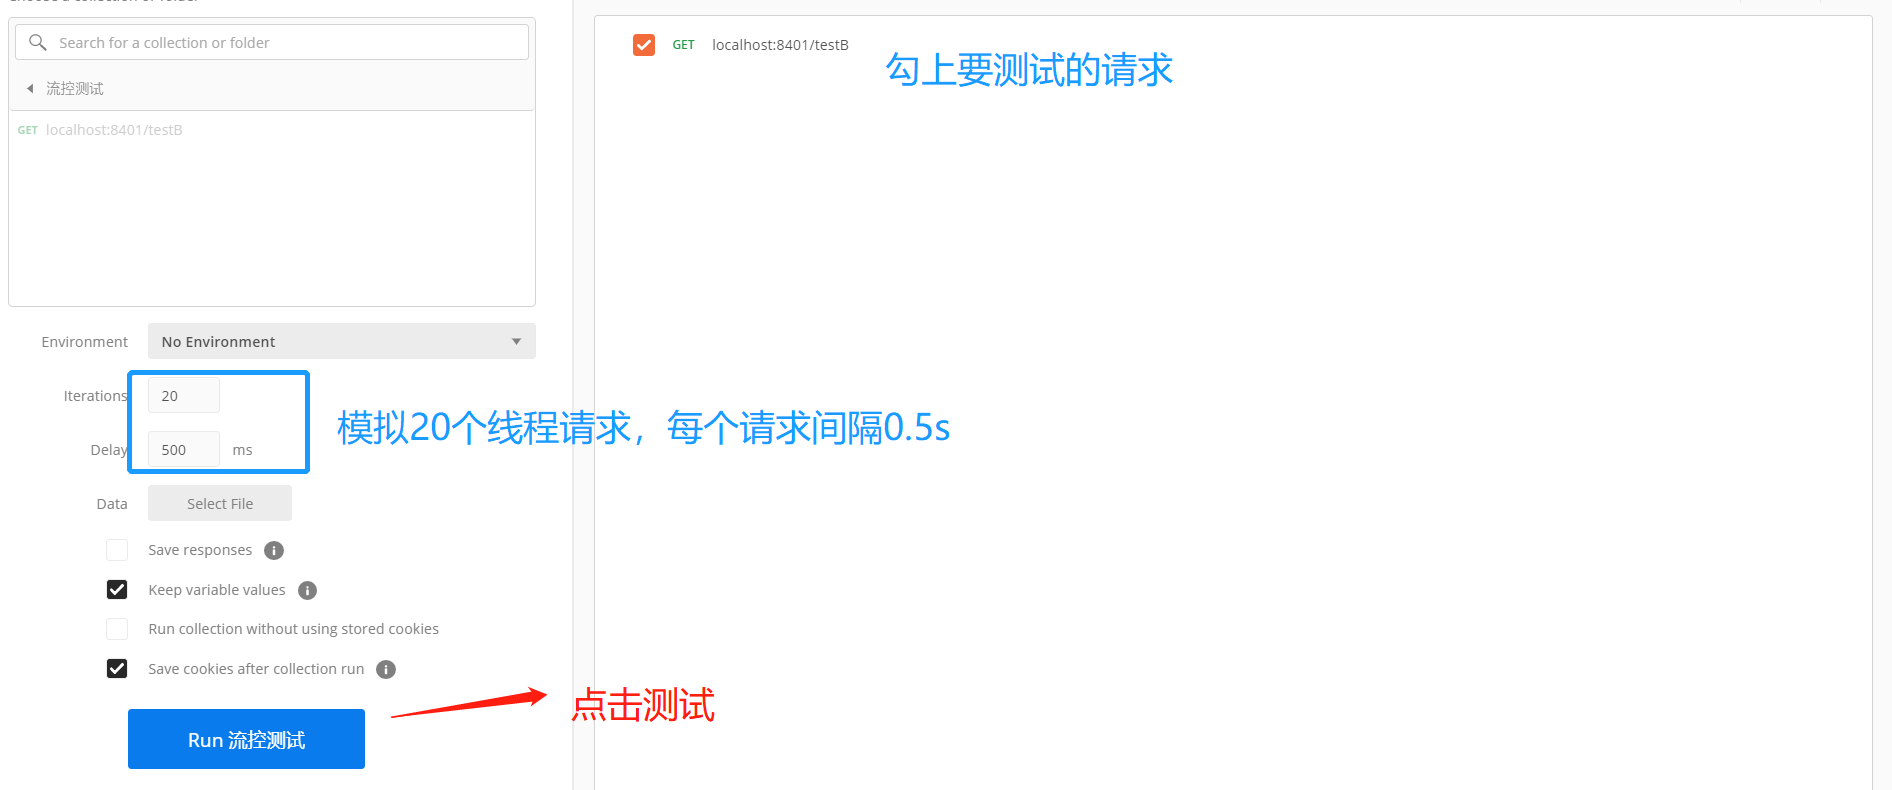 Search for a collection or folder
流控测试
GET localhost:8401/testB
Environment No Environment
Iterations 20
Delay 500 ms
Data Select File
Save responses
Keep variable values
Run collection without using stored cookies
Save cookies after collection run
Run 流控测试
GET localhost:8401/testB
勾上要测试的请求
模拟20个线程请求，每个请求间隔0.5s
点击测试